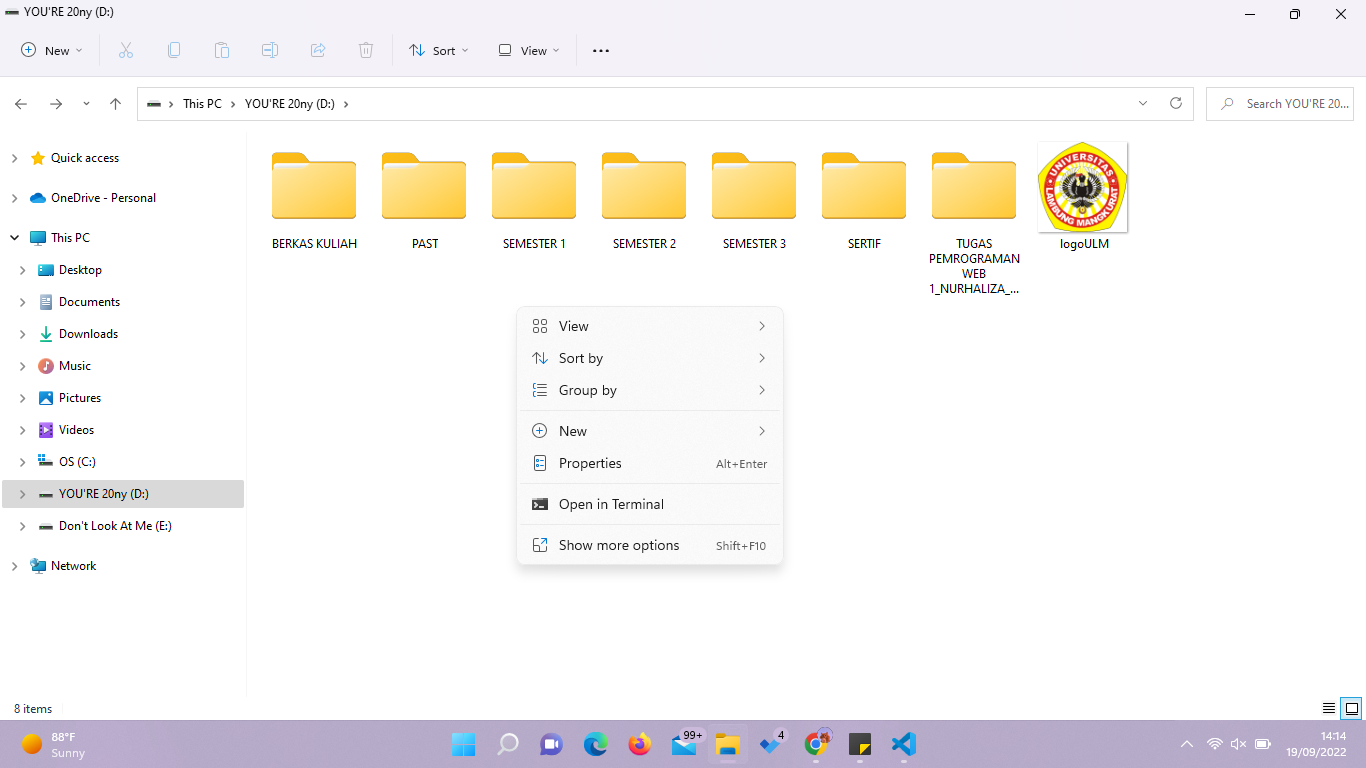 YOU'RE 20ny (D:)
New
Sort
View
This PC
YOU'RE 20ny (D:)
Search YOU'RE 20...
Quick access
OneDrive - Personal
This PC
Desktop
Documents
Downloads
Music
Pictures
Videos
OS (C:)
YOU'RE 20ny (D:)
Don't Look At Me (E:)
Network
BERKAS KULIAH
PAST
SEMESTER 1
SEMESTER 2
SEMESTER 3
SERTIF
TUGAS
PEMROGRAMAN
WEB
1_NURHALIZA_...
UNIVERSITAS
LAMBUNG MANGKURAT
logoULM
View
Sort by
Group by
New
Properties Alt+Enter
Open in Terminal
Show more options Shift+F10
8 items
88°F
Sunny
99+
4
14:14
19/09/2022